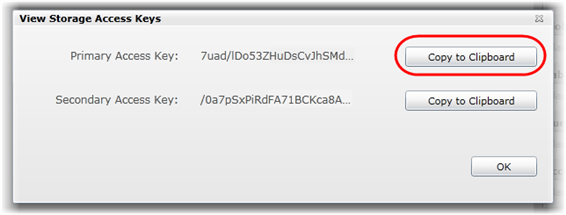 View Storage Access Keys
Primary Access Key: 7uad/lDo53ZHuDsCvJhSMd... Copy to Clipboard
Secondary Access Key: /0a7pSxPiRdFA71BCKca8A... Copy to Clipboard
OK